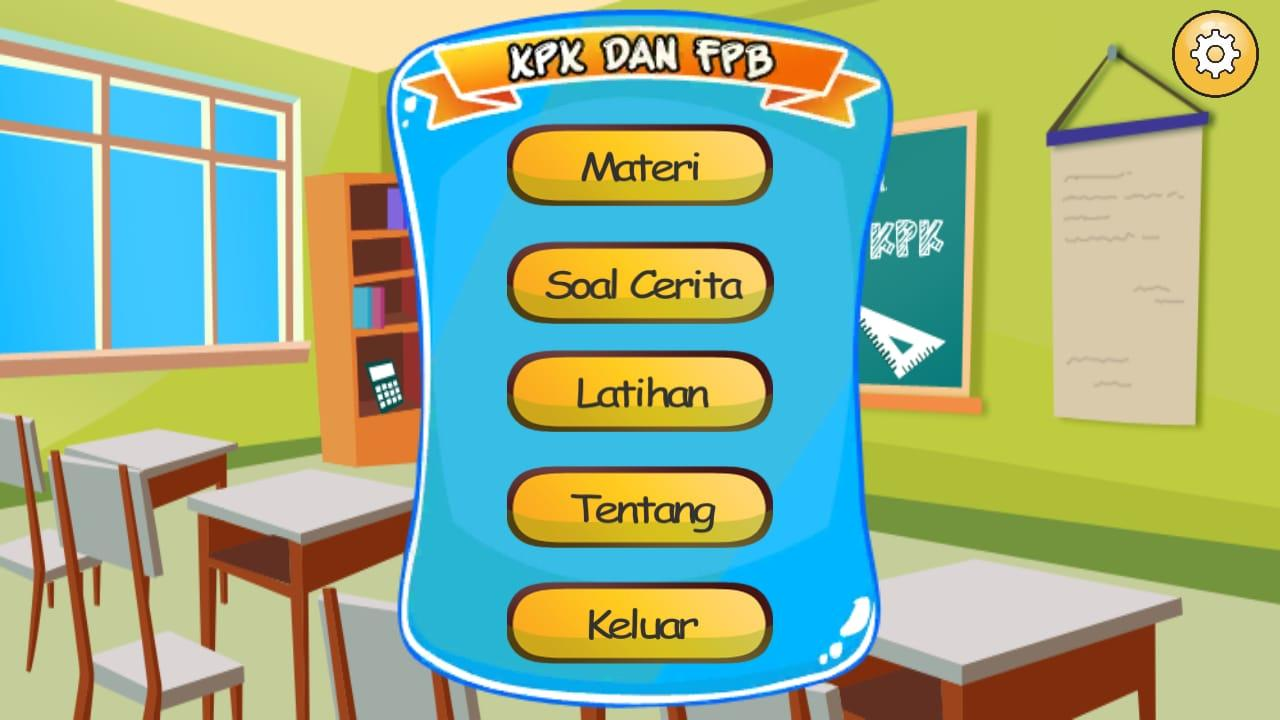 KPK DAN FPB
Materi
Soal Cerita
Latihan
Tentang
Keluar
KPK